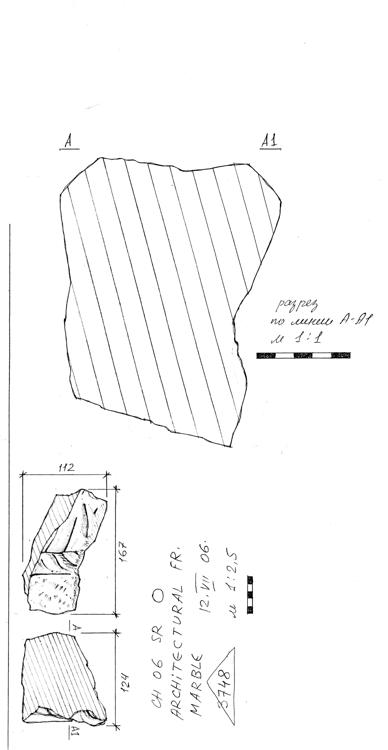 A A1
разрез
по линии А-А1
м 1:1
112
167
A
124
A1
CH 06 SR O
ARCHITECTURAL FR.
MARBLE 12.VII 06.
3748 м 1:2,5